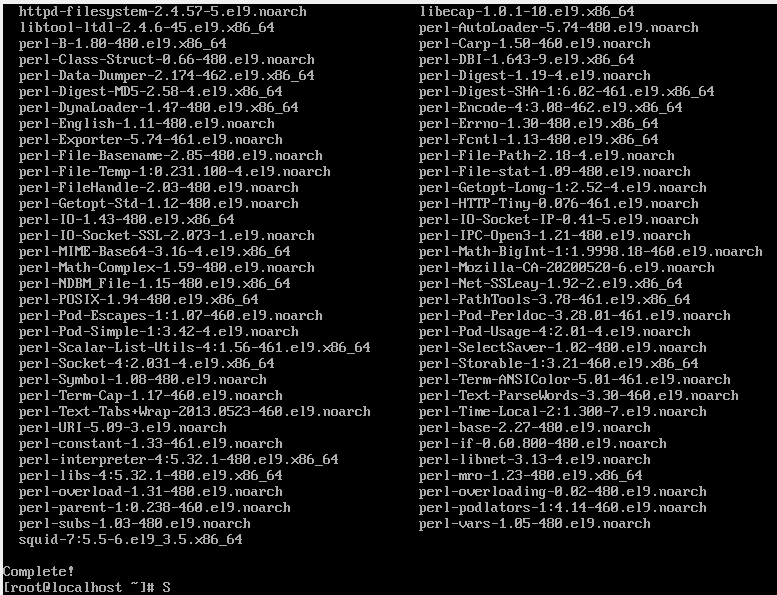 httpd-filesystem-2.4.57-5.el9.noarch libecap-1.0.1-10.el9.x86_64
libtool-ltdl-2.4.6-45.el9.x86_64 perl-AutoLoader-5.74-480.el9.noarch
perl-B-1.80-480.el9.x86_64 perl-Carp-1.50-460.el9.noarch
perl-Class-Struct-0.66-480.el9.noarch perl-DBI-1.643-9.el9.x86_64
perl-Data-Dumper-2.174-462.el9.x86_64 perl-Digest-1.19-4.el9.noarch
perl-Digest-MD5-2.58-4.el9.x86_64 perl-Digest-SHA-1:6.02-461.el9.x86_64
perl-DynaLoader-1.47-480.el9.x86_64 perl-Encode-4:3.08-462.el9.x86_64
perl-English-1.11-480.el9.noarch perl-Errno-1.30-480.el9.x86_64
perl-Exporter-5.74-461.el9.noarch perl-Fcntl-1.13-480.el9.x86_64
perl-File-Basename-2.85-480.el9.noarch perl-File-Path-2.18-4.el9.noarch
perl-File-Temp-1:0.231.100-4.el9.noarch perl-File-stat-1.09-480.el9.noarch
perl-FileHandle-2.03-480.el9.noarch perl-Getopt-Long-1:2.52-4.el9.noarch
perl-Getopt-Std-1.12-480.el9.noarch perl-HTTP-Tiny-0.076-461.el9.noarch
perl-IO-1.43-480.el9.x86_64 perl-IO-Socket-IP-0.41-5.el9.noarch
perl-IO-Socket-SSL-2.073-1.el9.noarch perl-IPC-Open3-1.21-480.el9.noarch
perl-MIME-Base64-3.16-4.el9.x86_64 perl-Math-BigInt-1:1.9998.18-460.el9.noarch
perl-Math-Complex-1.59-480.el9.noarch perl-Mozilla-CA-20200520-6.el9.noarch
perl-NDBM_File-1.15-480.el9.x86_64 perl-Net-SSLeay-1.92-2.el9.x86_64
perl-POSIX-1.94-480.el9.x86_64 perl-PathTools-3.78-461.el9.x86_64
perl-Pod-Escapes-1:1.07-460.el9.noarch perl-Pod-Perldoc-3.28.01-461.el9.noarch
perl-Pod-Simple-1:3.42-4.el9.noarch perl-Pod-Usage-4:2.01-4.el9.noarch
perl-Scalar-List-Utils-4:1.56-461.el9.x86_64 perl-SelectSaver-1.02-480.el9.noarch
perl-Socket-4:2.031-4.el9.x86_64 perl-Storable-1:3.21-460.el9.x86_64
perl-Symbol-1.08-480.el9.noarch perl-Term-ANSIColor-5.01-461.el9.noarch
perl-Term-Cap-1.17-460.el9.noarch perl-Text-ParseWords-3.30-460.el9.noarch
perl-Text-Tabs+Wrap-2013.0523-460.el9.noarch perl-Time-Local-2:1.300-7.el9.noarch
perl-URI-5.09-3.el9.noarch perl-base-2.27-480.el9.noarch
perl-constant-1.33-461.el9.noarch perl-if-0.60.800-480.el9.noarch
perl-interpreter-4:5.32.1-480.el9.x86_64 perl-libnet-3.13-4.el9.noarch
perl-libs-4:5.32.1-480.el9.x86_64 perl-mro-1.23-480.el9.x86_64
perl-overload-1.31-480.el9.noarch perl-overloading-0.02-480.el9.noarch
perl-parent-1:0.238-460.el9.noarch perl-podlators-1:4.14-460.el9.noarch
perl-subs-1.03-480.el9.noarch perl-vars-1.05-480.el9.noarch
squid-7:5.5-6.el9_3.5.x86_64
Complete!
[root@localhost ~]# S